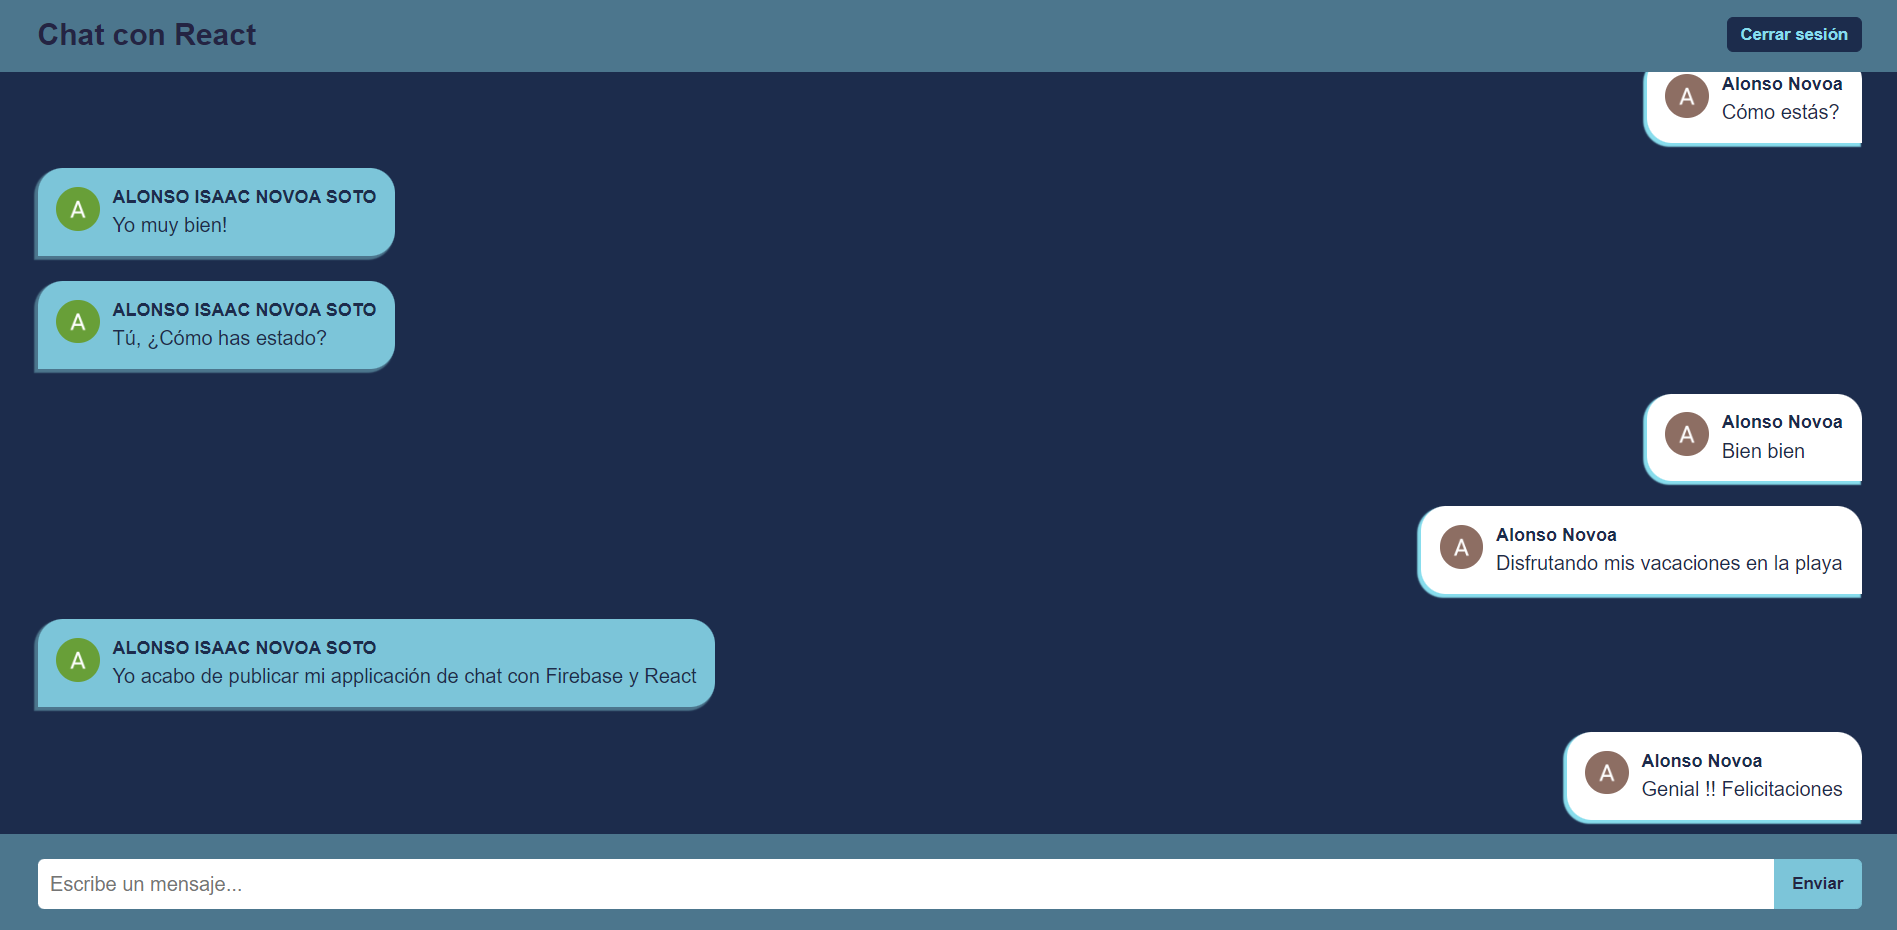 Chat con React
Cerrar sesión
A
Alonso Novoa
Cómo estás?
A
ALONSO ISAAC NOVOA SOTO
Yo muy bien!
A
ALONSO ISAAC NOVOA SOTO
Tú, ¿Cómo has estado?
A
Alonso Novoa
Bien bien
A
Alonso Novoa
Disfrutando mis vacaciones en la playa
A
ALONSO ISAAC NOVOA SOTO
Yo acabo de publicar mi applicación de chat con Firebase y React
A
Alonso Novoa
Genial !! Felicitaciones
Escribe un mensaje...
Enviar